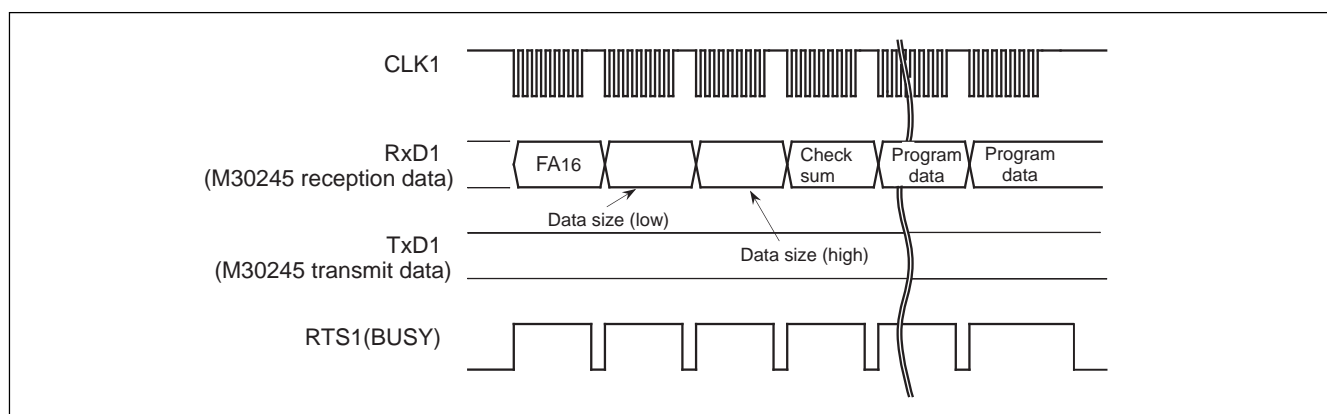 CLK1
RxD1
(M30245 reception data)
FA16
Check
sum
Program
data
Program
data
Data size (low)
Data size (high)
TxD1
(M30245 transmit data)
RTS1(BUSY)